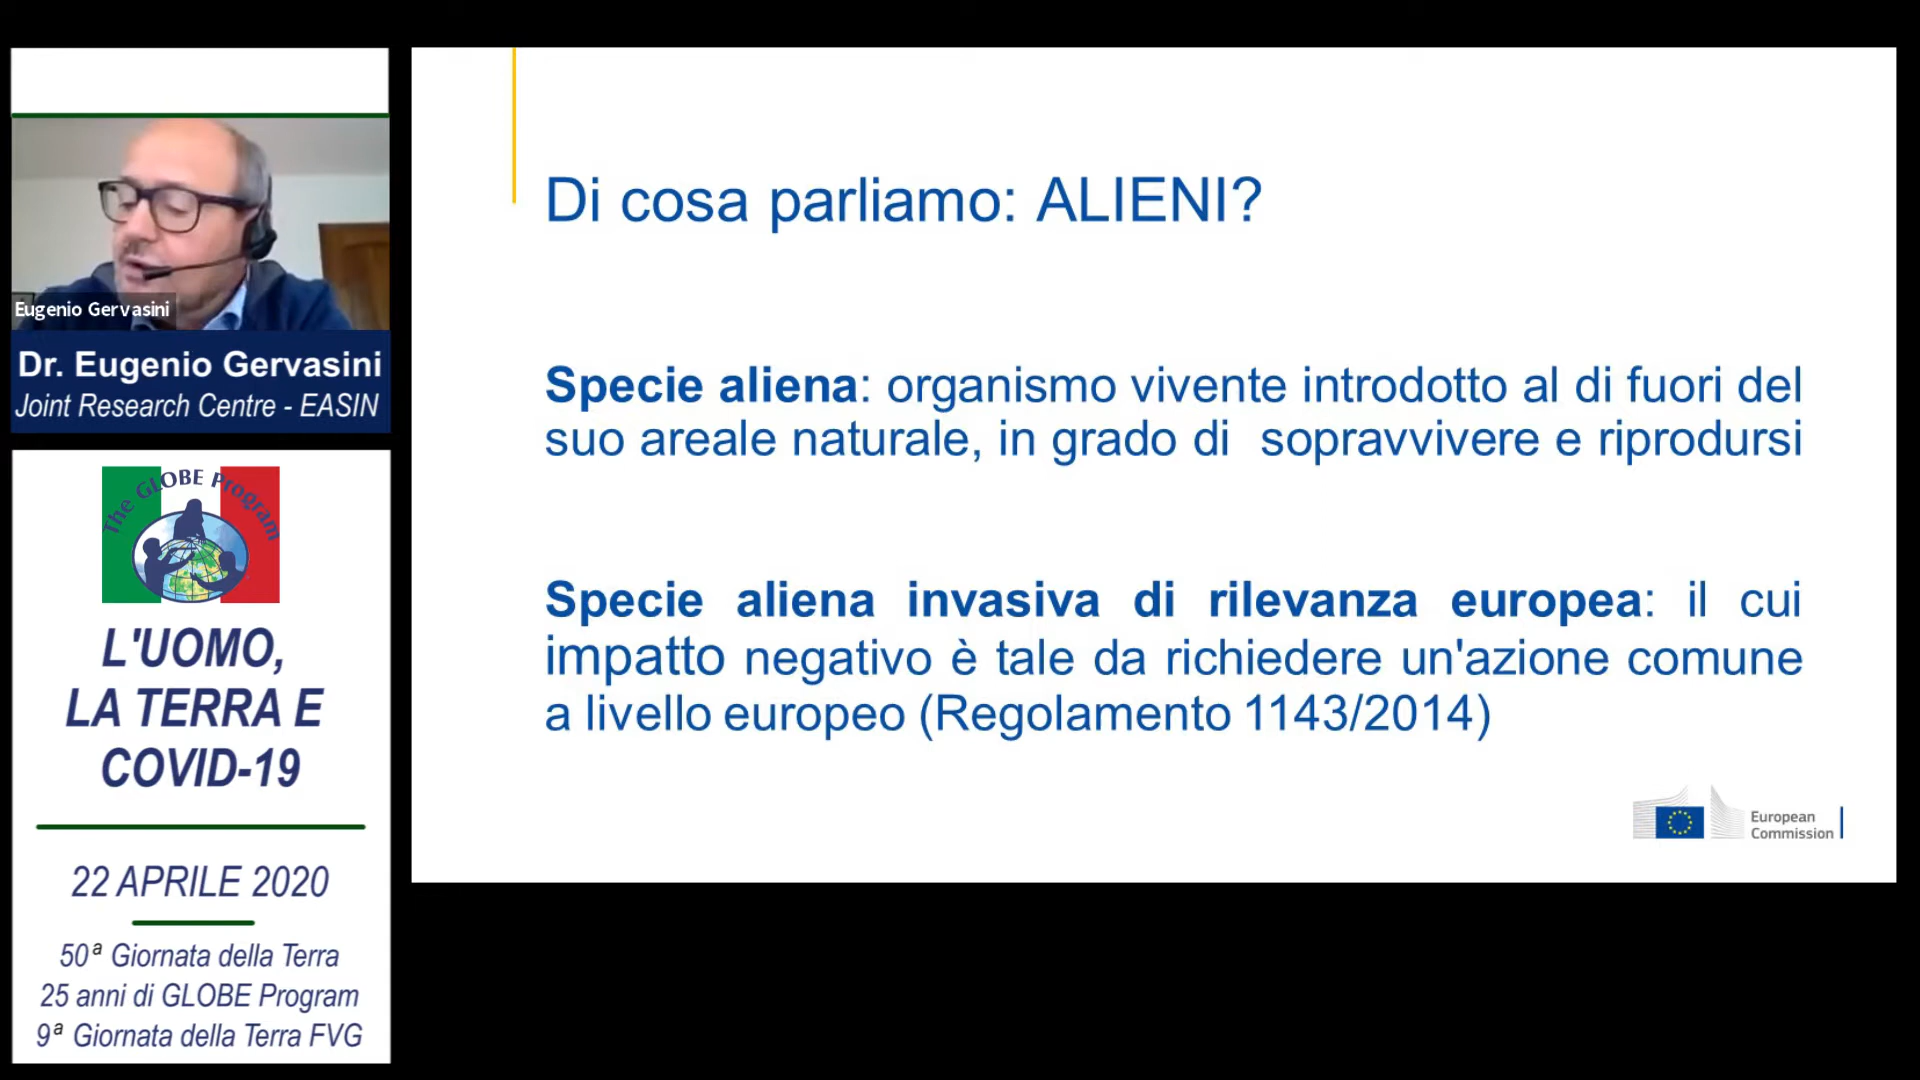 Eugenio Gervasini
Dr. Eugenio Gervasini
Joint Research Centre - EASIN
The GLOBE Program
L'UOMO,
LA TERRA E
COVID-19
22 APRILE 2020
50ª Giornata della Terra
25 anni di GLOBE Program
9ª Giornata della Terra FVG
Di cosa parliamo: ALIENI?
Specie aliena: organismo vivente introdotto al di fuori del
suo areale naturale, in grado di  sopravvivere e riprodursi
Specie aliena invasiva di rilevanza europea: il cui
impatto negativo è tale da richiedere un'azione comune
a livello europeo (Regolamento 1143/2014)
European
Commission